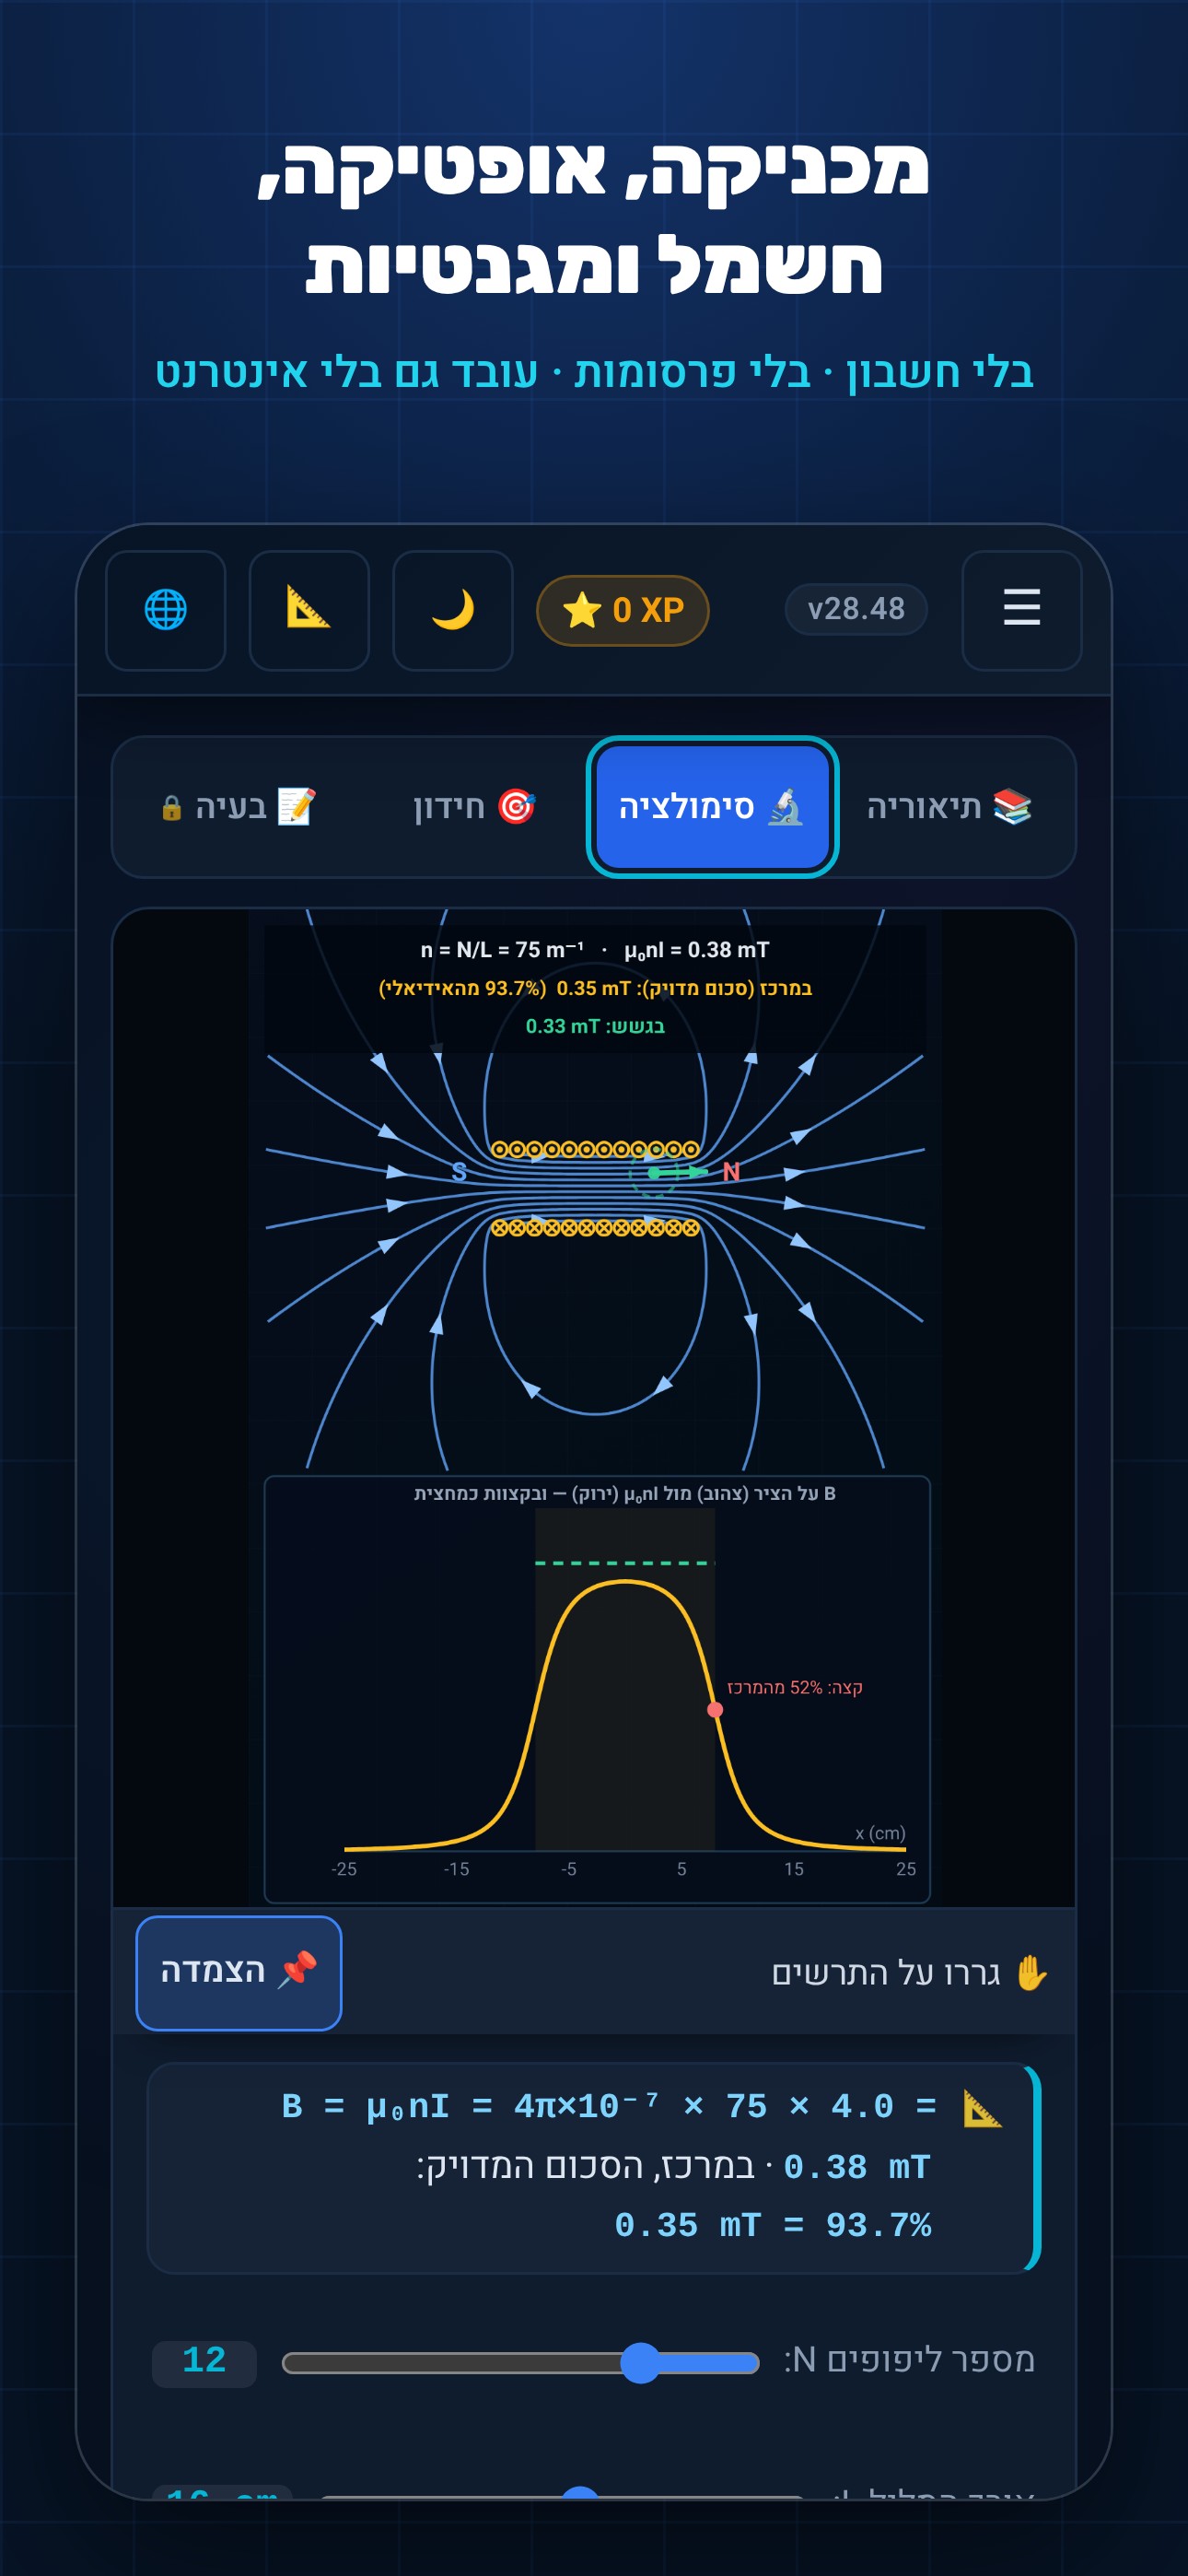 מכניקה, אופטיקה,
חשמל ומגנטיות
בלי חשבון · בלי פרסומות · עובד גם בלי אינטרנט
☰ v28.48 ⭐ 0 XP 🌙 📐 🌐
📚 תיאוריה 🔬 סימולציה 🎯 חידון 📝 בעיה 🔒
n = N/L = 75 m⁻¹ · μ₀nI = 0.38 mT
במרכז (סכום מדויק): 0.35 mT (93.7% מהאידיאלי)
בגשש: 0.33 mT
S N
B על הציר (צהוב) מול μ₀nI (ירוק) — ובקצוות כמחצית
קצה: 52% מהמרכז
x (cm)
-25 -15 -5 5 15 25
✋ גררו על התרשים 📌 הצמדה
📐 B = μ₀nI = 4π×10⁻⁷ × 75 × 4.0 =
0.38 mT · במרכז, הסכום המדויק:
0.35 mT = 93.7%
מספר ליפופים N: 12